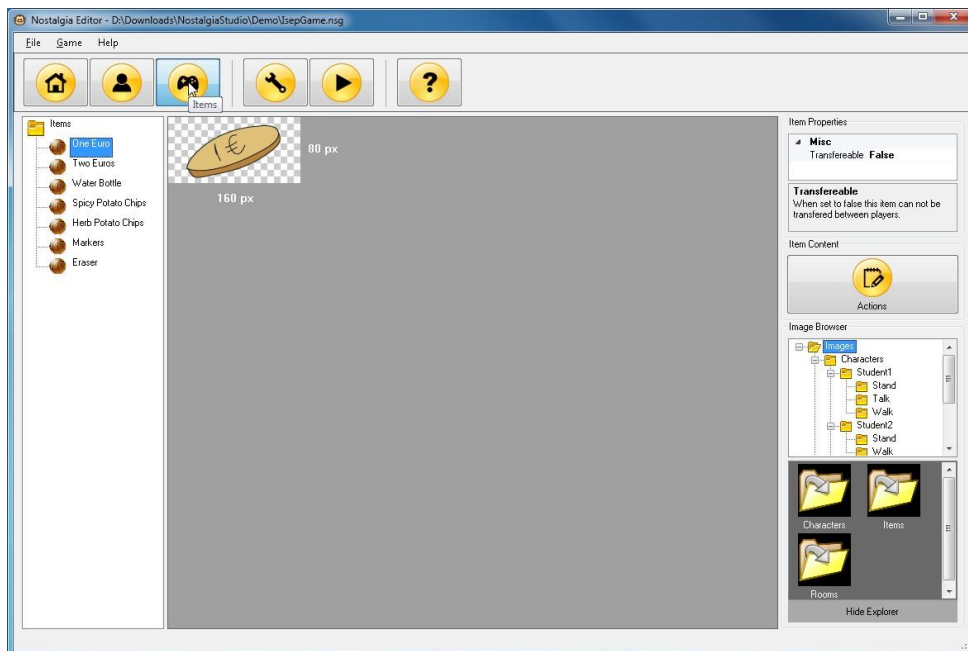 Nostalgia Editor - D:\Downloads\NostalgiaStudio\Demo\IsepGame.nsg
File Game Help
?
Items
Items
One Euro
Two Euros
Water Bottle
Spicy Potato Chips
Herb Potato Chips
Markers
Eraser
1€
80 px
160 px
Item Properties
Misc
Transfereable False
Transfereable
When set to false this item can not be
transfered between players.
Item Content
Actions
Image Browser
Images
Characters
Student1
Stand
Talk
Walk
Student2
Stand
Walk
Characters Items
Rooms
Hide Explorer